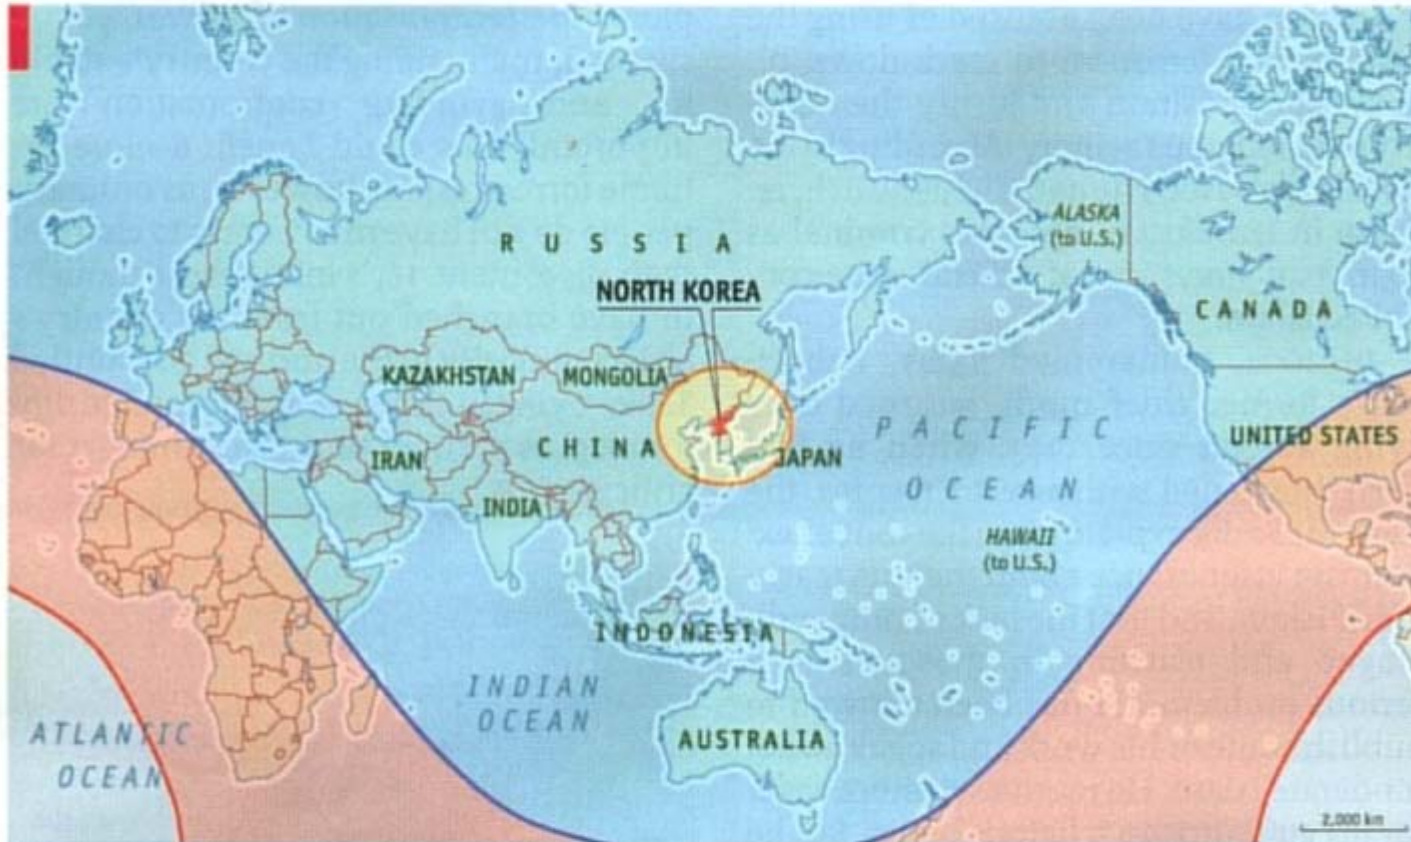 RUSSIA
ALASKA
(to U.S.)
NORTH KOREA
CANADA
KAZAKHSTAN
MONGOLIA
PACIFIC
OCEAN
UNITED STATES
CHINA
JAPAN
IRAN
INDIA
HAWAII
(to U.S.)
INDONESIA
INDIAN
OCEAN
ATLANTIC
OCEAN
AUSTRALIA
2,000 km